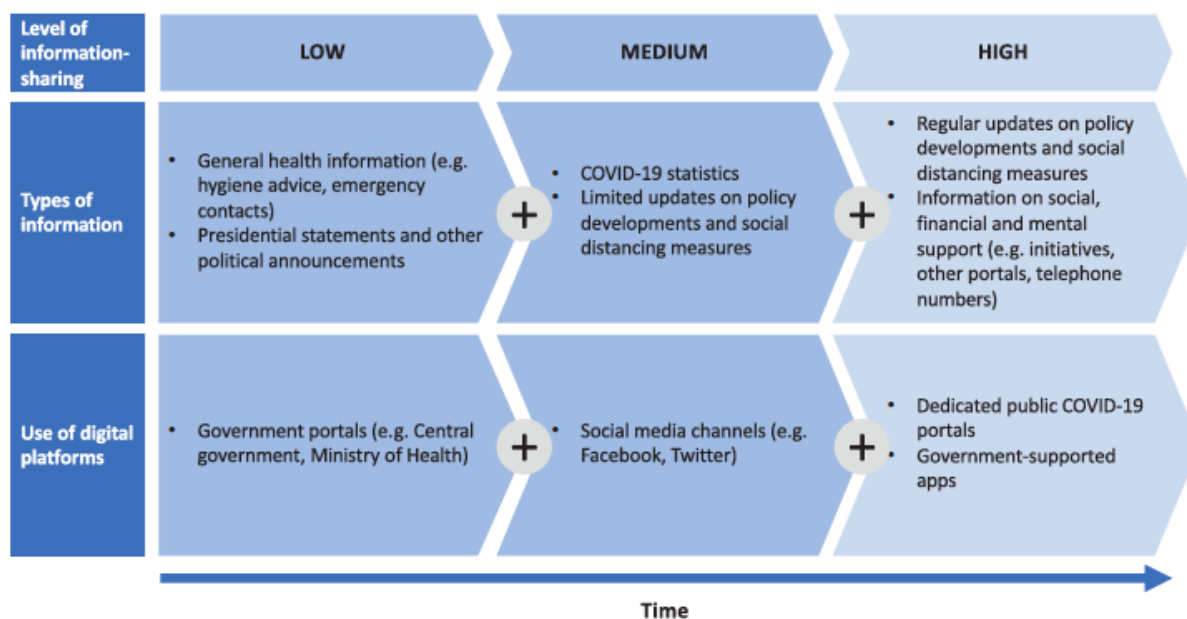 Level of
information-
sharing
LOW
MEDIUM
HIGH
Types of
information
• General health information (e.g.
hygiene advice, emergency
contacts)
• Presidential statements and other
political announcements
+
• COVID-19 statistics
• Limited updates on policy
developments and social
distancing measures
+
• Regular updates on policy
developments and social
distancing measures
• Information on social,
financial and mental
support (e.g. initiatives,
other portals, telephone
numbers)
Use of digital
platforms
• Government portals (e.g. Central
government, Ministry of Health)
+
• Social media channels (e.g.
Facebook, Twitter)
+
• Dedicated public COVID-19
portals
• Government-supported
apps
Time